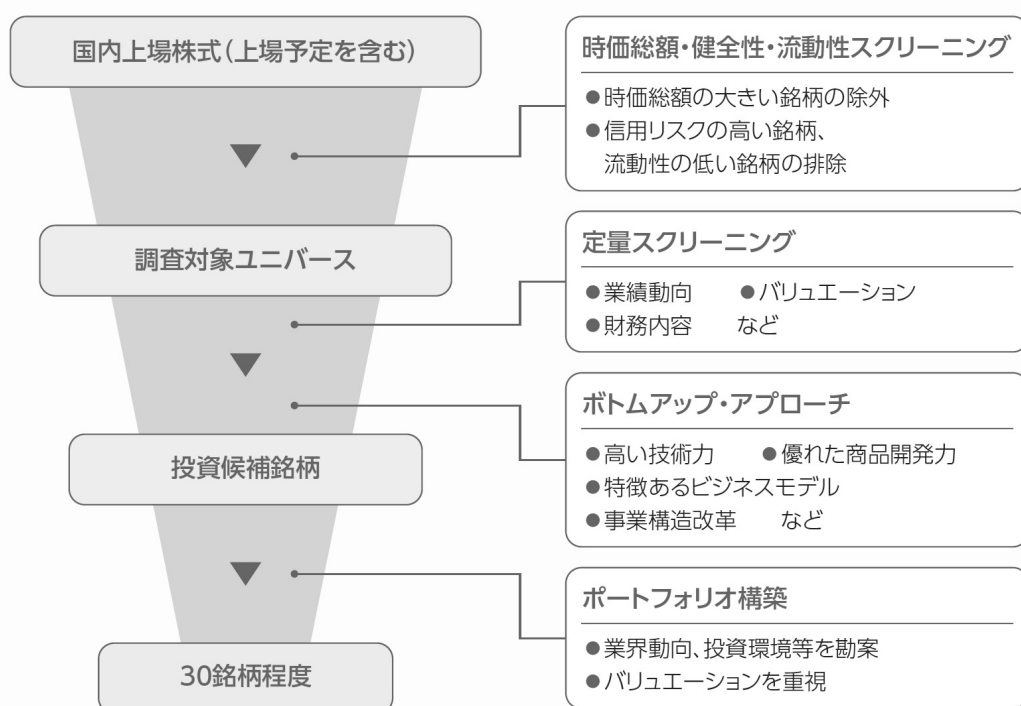 国内上場株式(上場予定を含む)
時価総額・健全性・流動性スクリーニング
●時価総額の大きい銘柄の除外
●信用リスクの高い銘柄、
流動性の低い銘柄の排除
調査対象ユニバース
定量スクリーニング
●業績動向 ●バリュエーション
●財務内容 など
ボトムアップ・アプローチ
●高い技術力 ●優れた商品開発力
●特徴あるビジネスモデル
●事業構造改革 など
投資候補銘柄
ポートフォリオ構築
●業界動向、投資環境等を勘案
●バリュエーションを重視
30銘柄程度